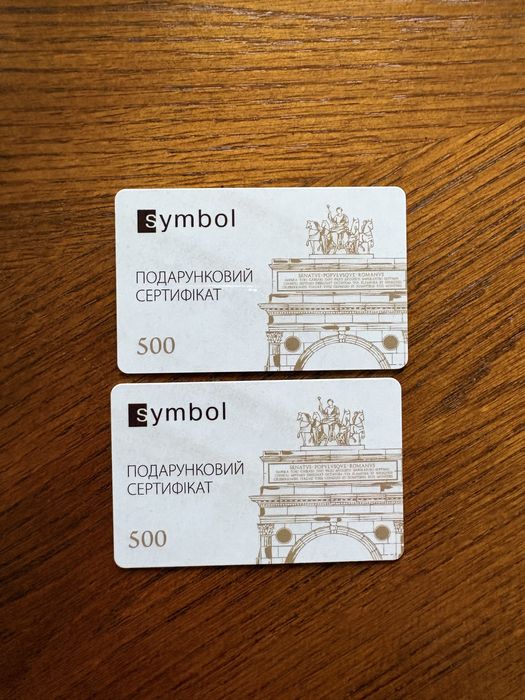 symbol
ПОДАРУНКОВИЙ
СЕРТИФІКАТ
500
SENATVS·POPVLVSQVE·ROMANVS
symbol
ПОДАРУНКОВИЙ
СЕРТИФІКАТ
500
SENATVS·POPVLVSQVE·ROMANVS